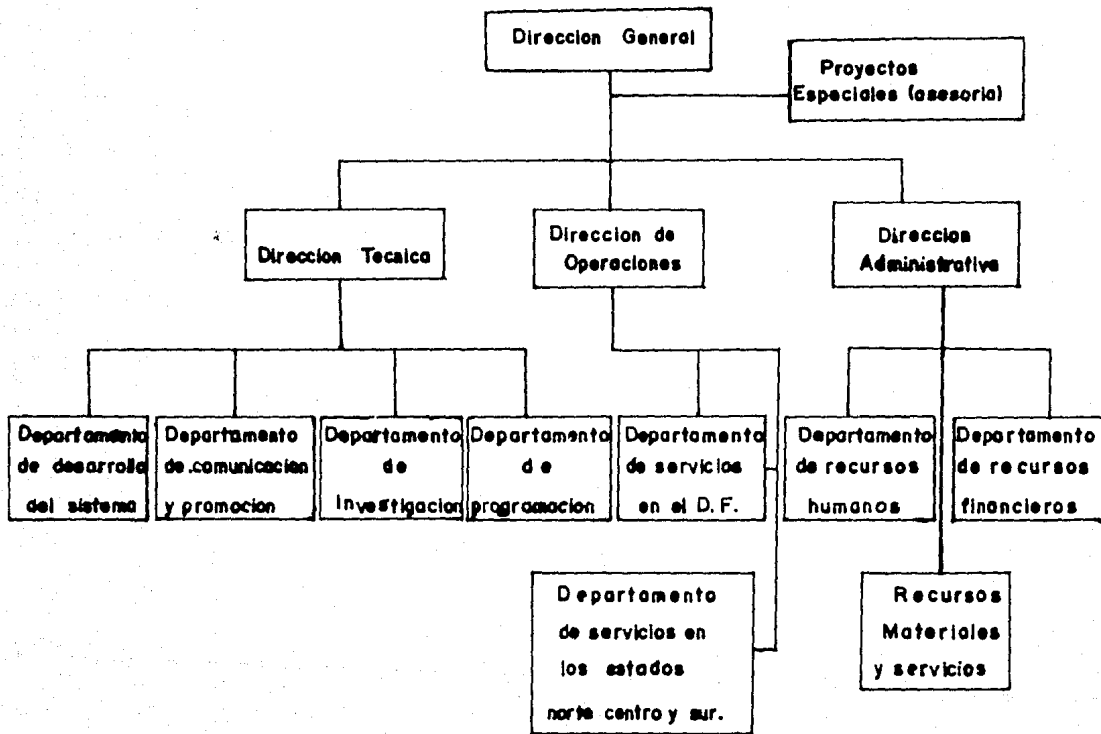 Direccion General
Proyectos
Especiales (asesoria)
Direccion Tecnica
Direccion de
Operaciones
Direccion
Administrativa
Departamento
de desarrollo
del sistema
Departamento
de comunicacion
y promocion
Departamento
de
Investigacion
Departamento
de
programacion
Departamento
de servicios
en el D.F.
Departamento
de recursos
humanos
Departamento
de recursos
financieros
Departamento
de servicios en
los estados
norte centro y sur.
Recursos
Materiales
y servicios